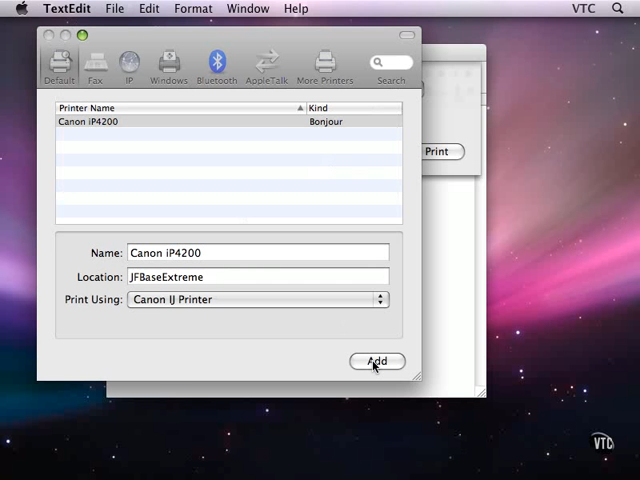 TextEdit File Edit Format Window Help VTC
Default Fax IP Windows Bluetooth AppleTalk More Printers Search
Printer Name Kind
Canon iP4200 Bonjour
Print
Name: Canon iP4200
Location: JFBaseExtreme
Print Using: Canon IJ Printer
Add
VTC